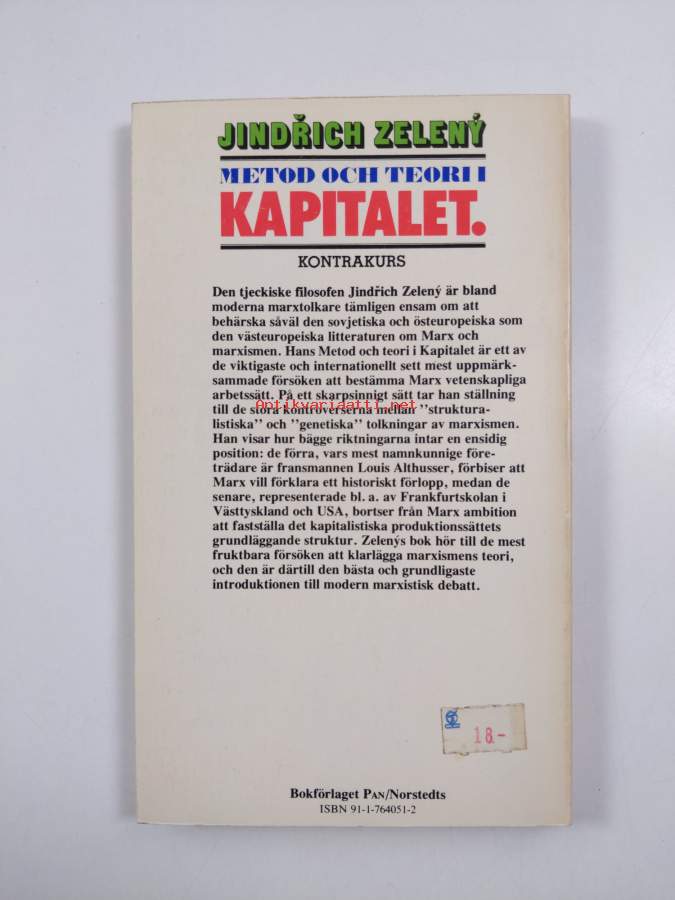 JINDŘICH ZELENÝ
METOD OCH TEORI I
KAPITALET.
KONTRAKURS
Den tjeckiske filosofen Jindřich Zelený är bland
moderna marxtolkare tämligen ensam om att
behärska såväl den sovjetiska och östeuropeiska som
den västeuropeiska litteraturen om Marx och
marxismen. Hans Metod och teori i Kapitalet är ett av
de viktigaste och internationellt sett mest uppmärk-
sammade försöken att bestämma Marx vetenskapliga
arbetssätt. På ett skarpsinnigt sätt tar han ställning
Antikvariaatti.net
till de stora kontroverserna mellan "struktura-
listiska" och "genetiska" tolkningar av marxismen.
Han visar hur bägge riktningarna intar en ensidig
position: de förra, vars mest namnkunnige före-
trädare är fransmannen Louis Althusser, förbiser att
Marx vill förklara ett historiskt förlopp, medan de
senare, representerade bl. a. av Frankfurtskolan i
Västtyskland och USA, bortser från Marx ambition
att fastställa det kapitalistiska produktionssättets
grundläggande struktur. Zelenýs bok hör till de mest
fruktbara försöken att klarlägga marxismens teori,
och den är därtill den bästa och grundligaste
introduktionen till modern marxistisk debatt.
18.-
Bokförlaget PAN/Norstedts
ISBN 91-1-764051-2